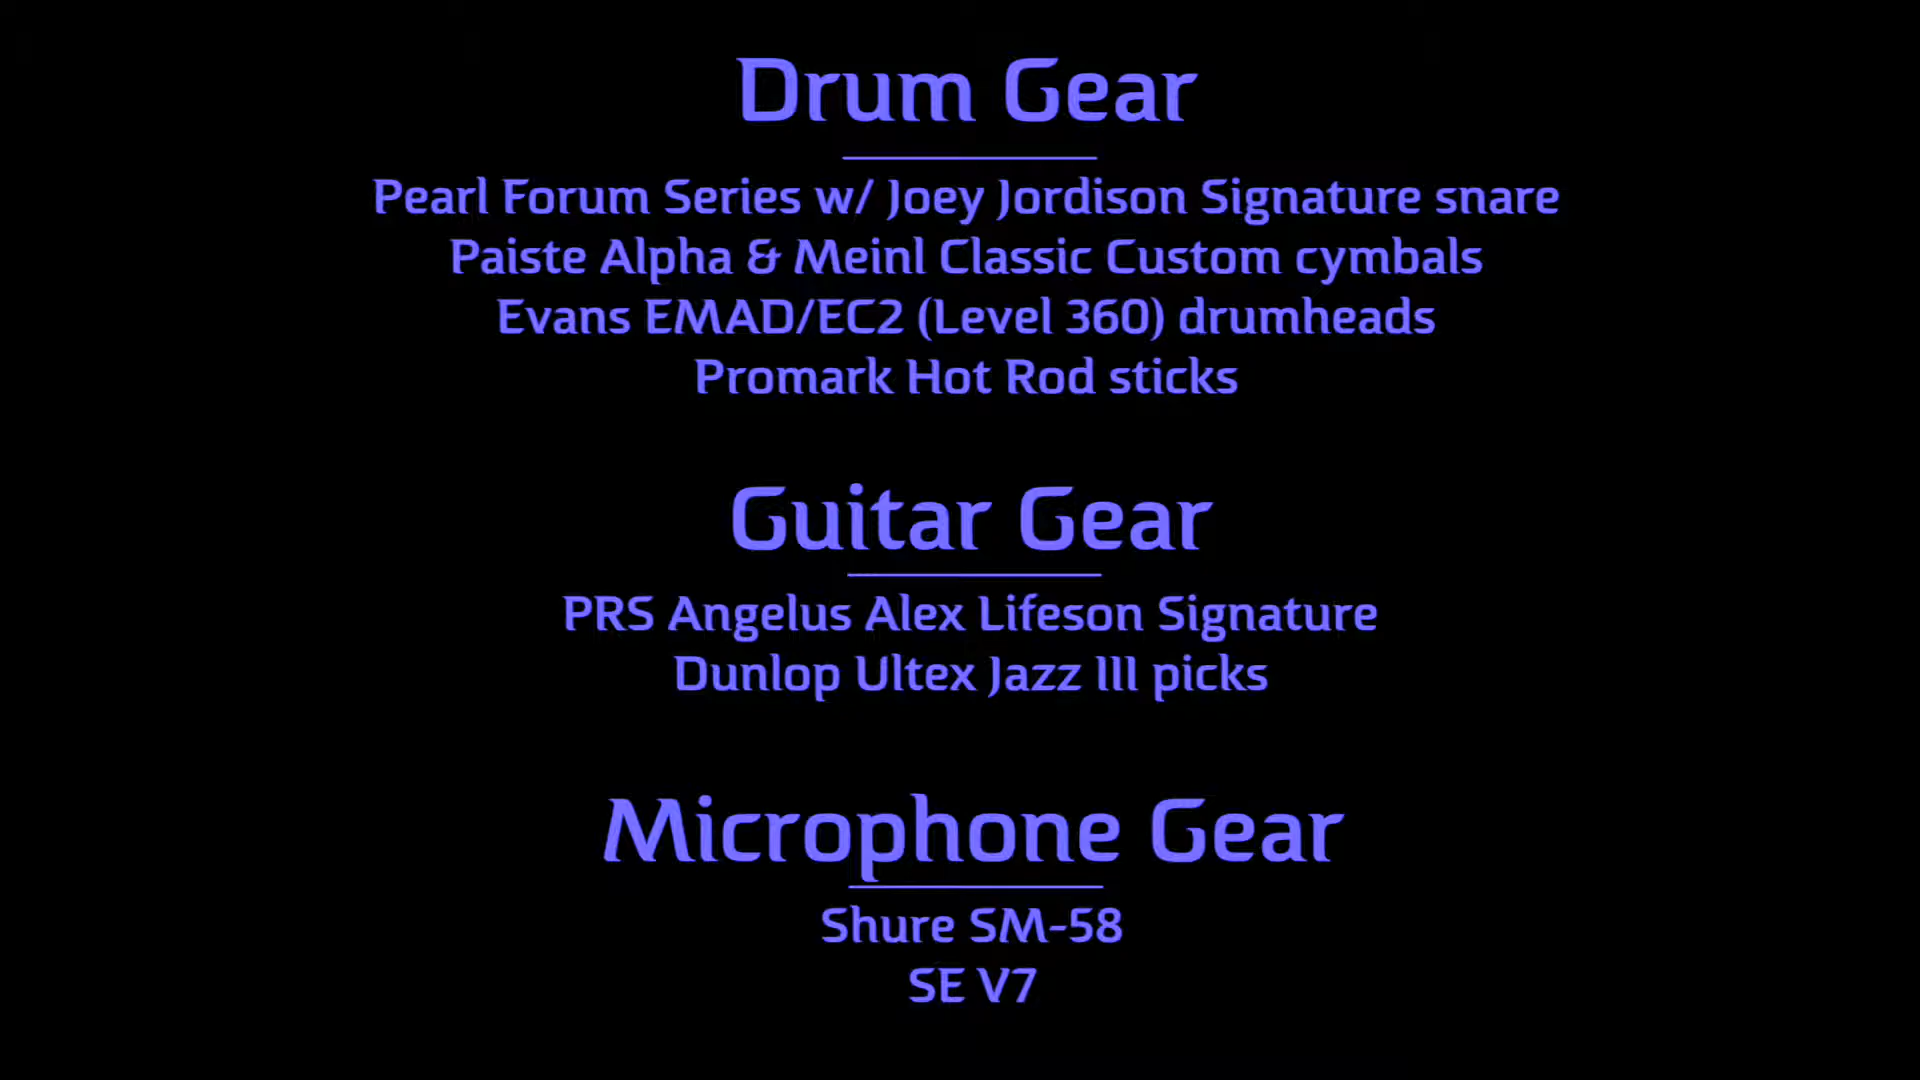 Drum Gear
Pearl Forum Series w/ Joey Jordison Signature snare
Paiste Alpha & Meinl Classic Custom cymbals
Evans EMAD/EC2 (Level 360) drumheads
Promark Hot Rod sticks
Guitar Gear
PRS Angelus Alex Lifeson Signature
Dunlop Ultex Jazz III picks
Microphone Gear
Shure SM-58
SE V7